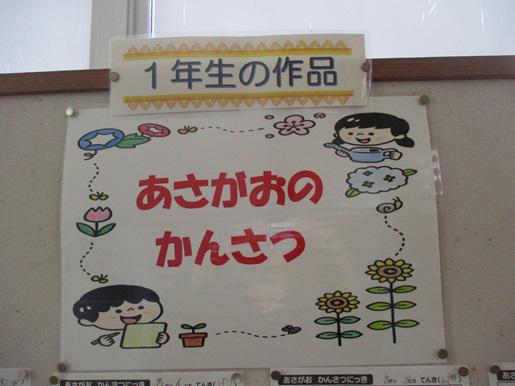 1年生の作品
あさがおの
かんさつ
あさがお かんさつにっき
あさがお かんさつにっき